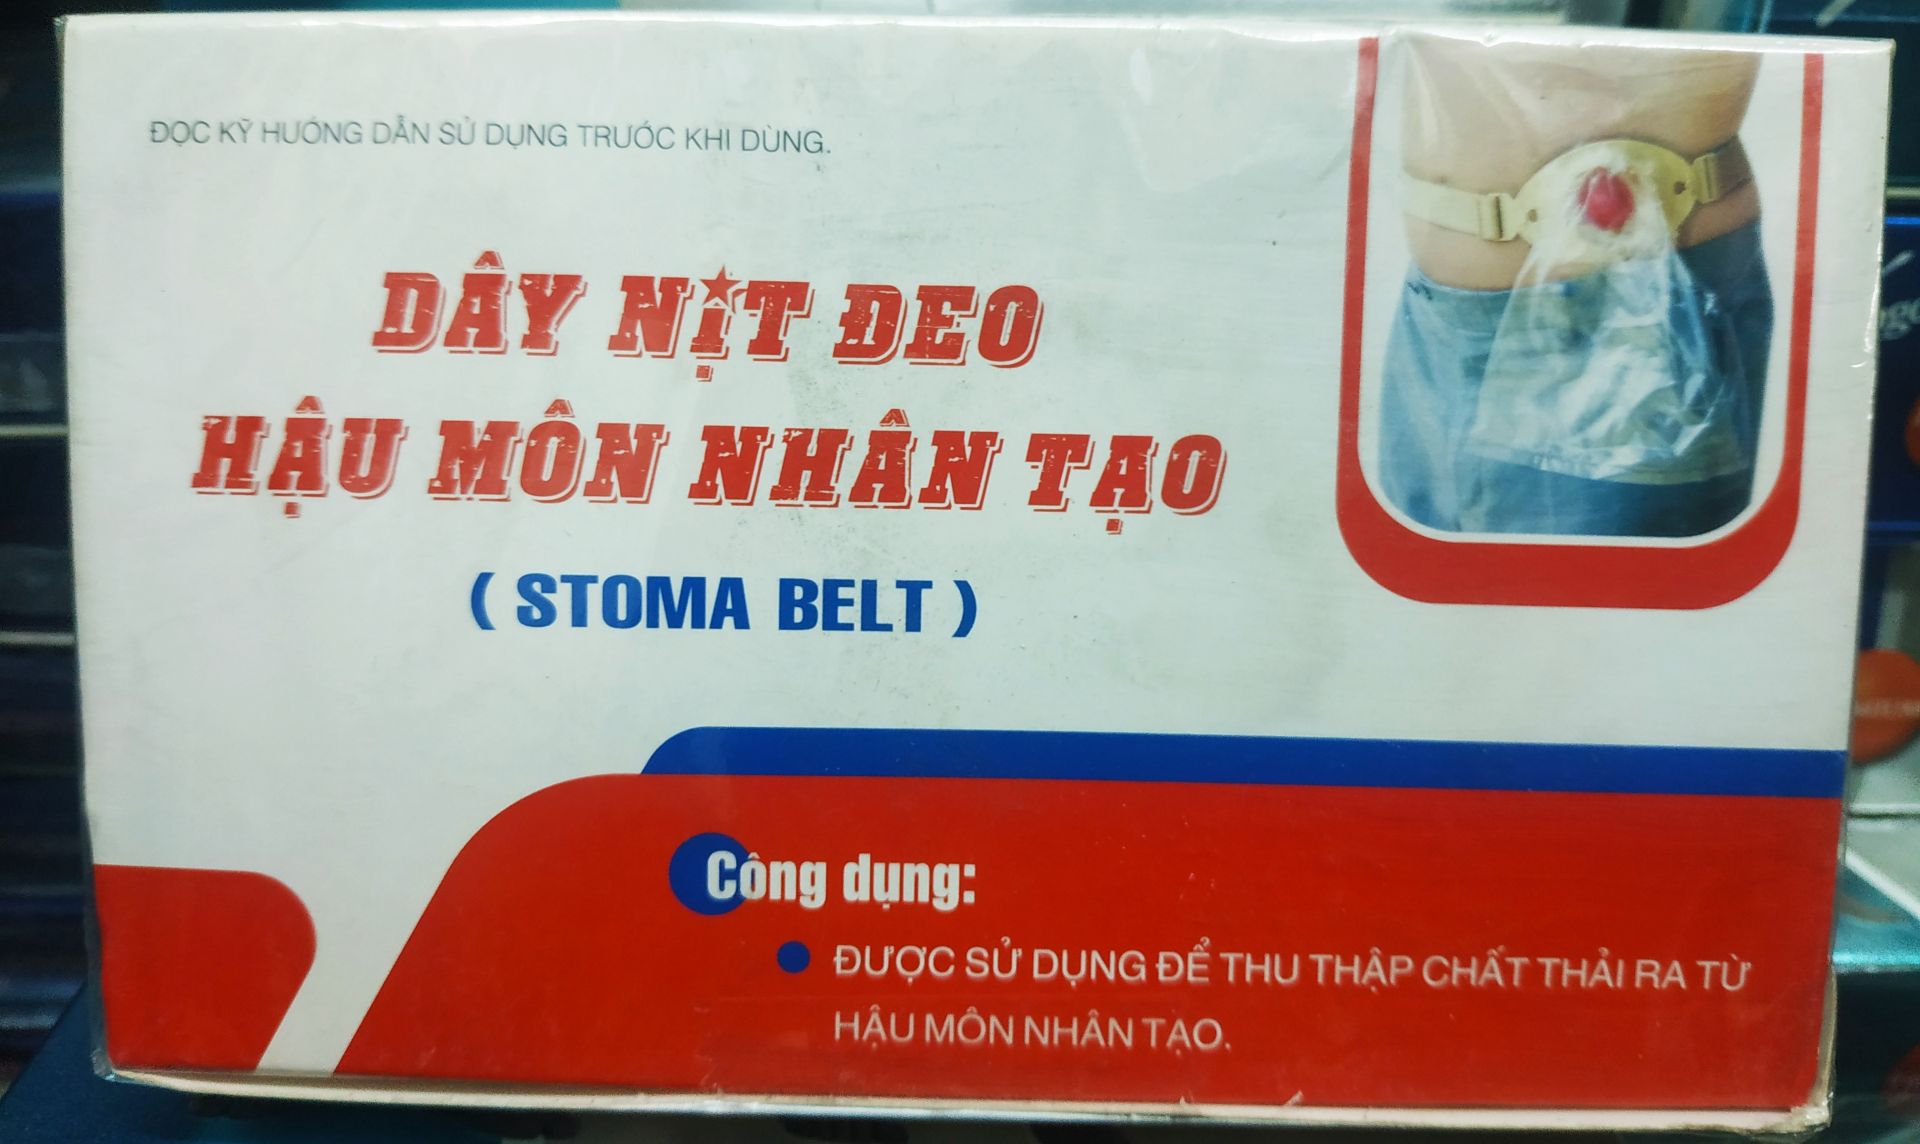 ĐỌC KỸ HƯỚNG DẪN SỬ DỤNG TRƯỚC KHI DÙNG.
DÂY NỊT ĐEO
HẬU MÔN NHÂN TẠO
( STOMA BELT )
Công dụng:
ĐƯỢC SỬ DỤNG ĐỂ THU THẬP CHẤT THẢI RA TỪ
HẬU MÔN NHÂN TẠO.